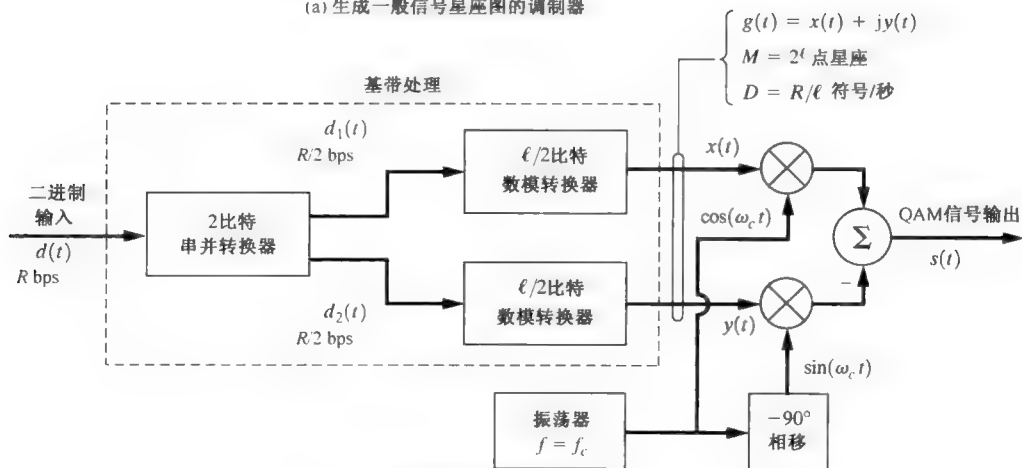 (a) 生成一般信号星座图的调制器
g(t) = x(t) + jy(t)
M = 2^ℓ 点星座
D = R/ℓ 符号/秒
基带处理
d₁(t)
R/2 bps
ℓ/2比特
数模转换器
x(t)
二进制
输入
d(t)
R bps
2比特
串并转换器
cos(ω_c t)
Σ
QAM信号输出
s(t)
−
d₂(t)
R/2 bps
ℓ/2比特
数模转换器
y(t)
sin(ω_c t)
振荡器
f = f_c
−90°
相移